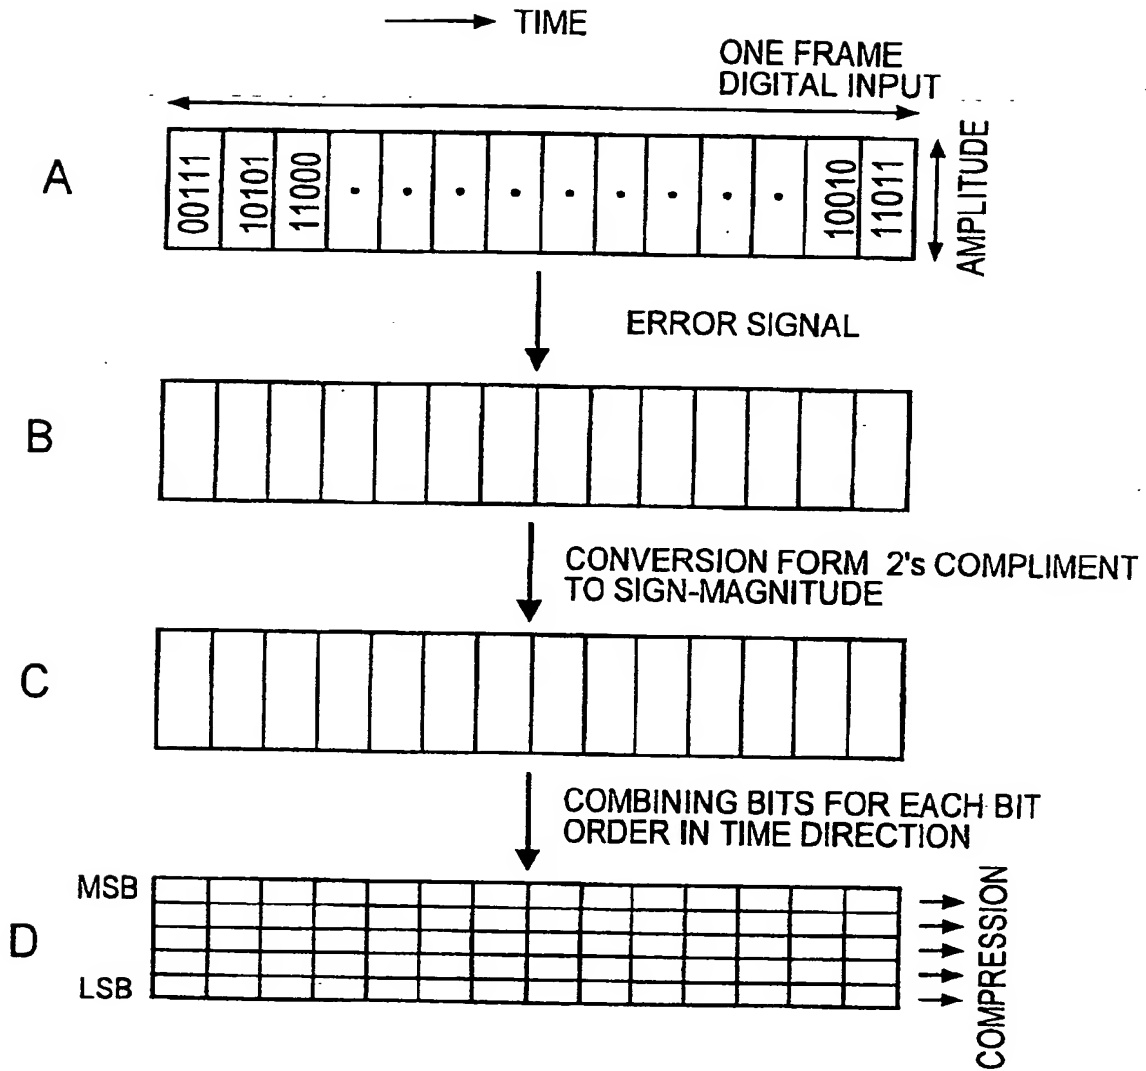 TIME
ONE FRAME
DIGITAL INPUT
A
00111
10101
11000
10010
11011
AMPLITUDE
ERROR SIGNAL
B
CONVERSION FORM 2's COMPLIMENT
TO SIGN-MAGNITUDE
C
COMBINING BITS FOR EACH BIT
ORDER IN TIME DIRECTION
MSB
D
LSB
COMPRESSION